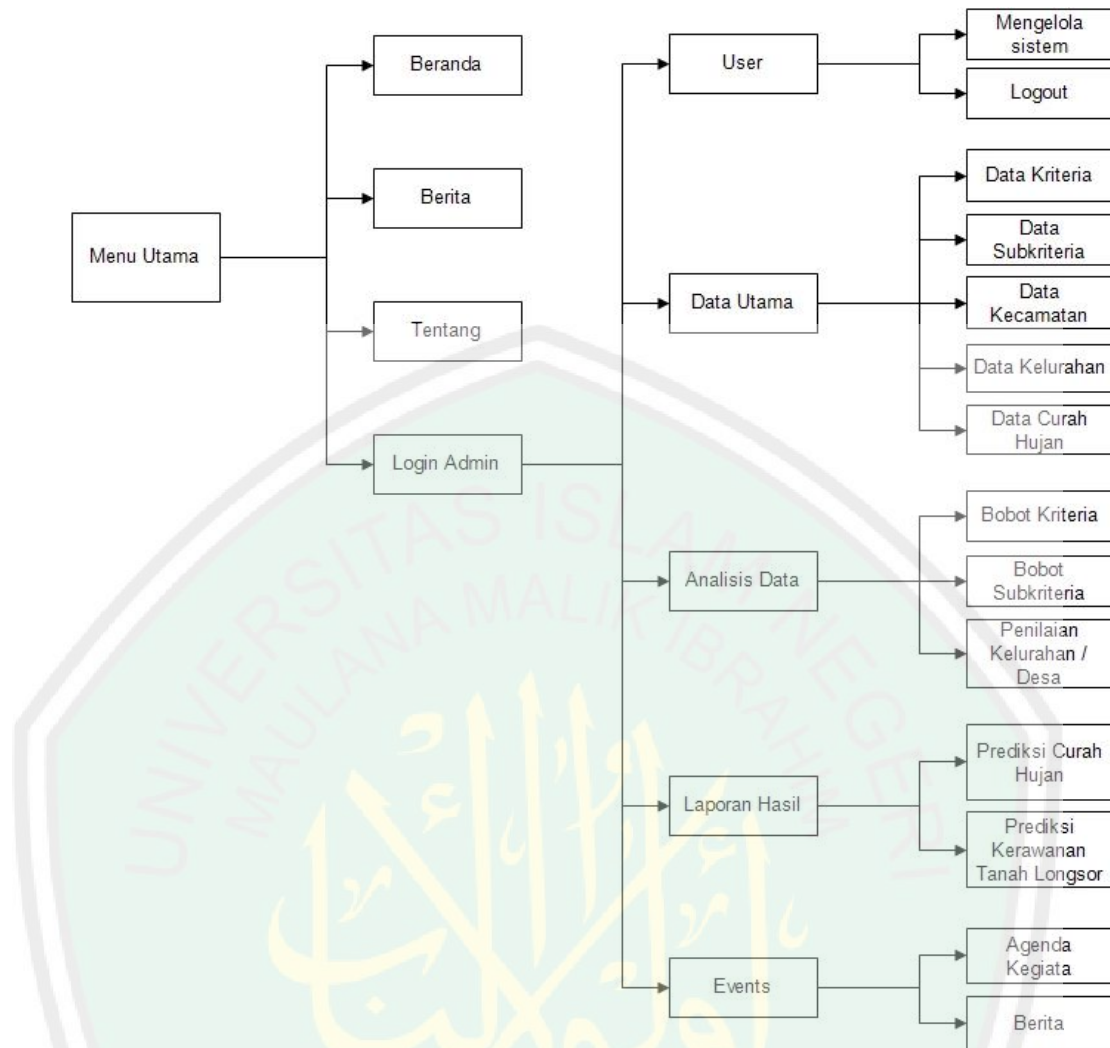 Menu Utama
Beranda
Berita
Tentang
Login Admin
User
Data Utama
Analisis Data
Laporan Hasil
Events
Mengelola
sistem
Logout
Data Kriteria
Data
Subkriteria
Data
Kecamatan
Data Kelurahan
Data Curah
Hujan
Bobot Kriteria
Bobot
Subkriteria
Penilaian
Kelurahan /
Desa
Prediksi Curah
Hujan
Prediksi
Kerawanan
Tanah Longsor
Agenda
Kegiata
Berita
UNIVERSITAS ISLAM NEGERI
MAULANA MALIK IBRAHIM